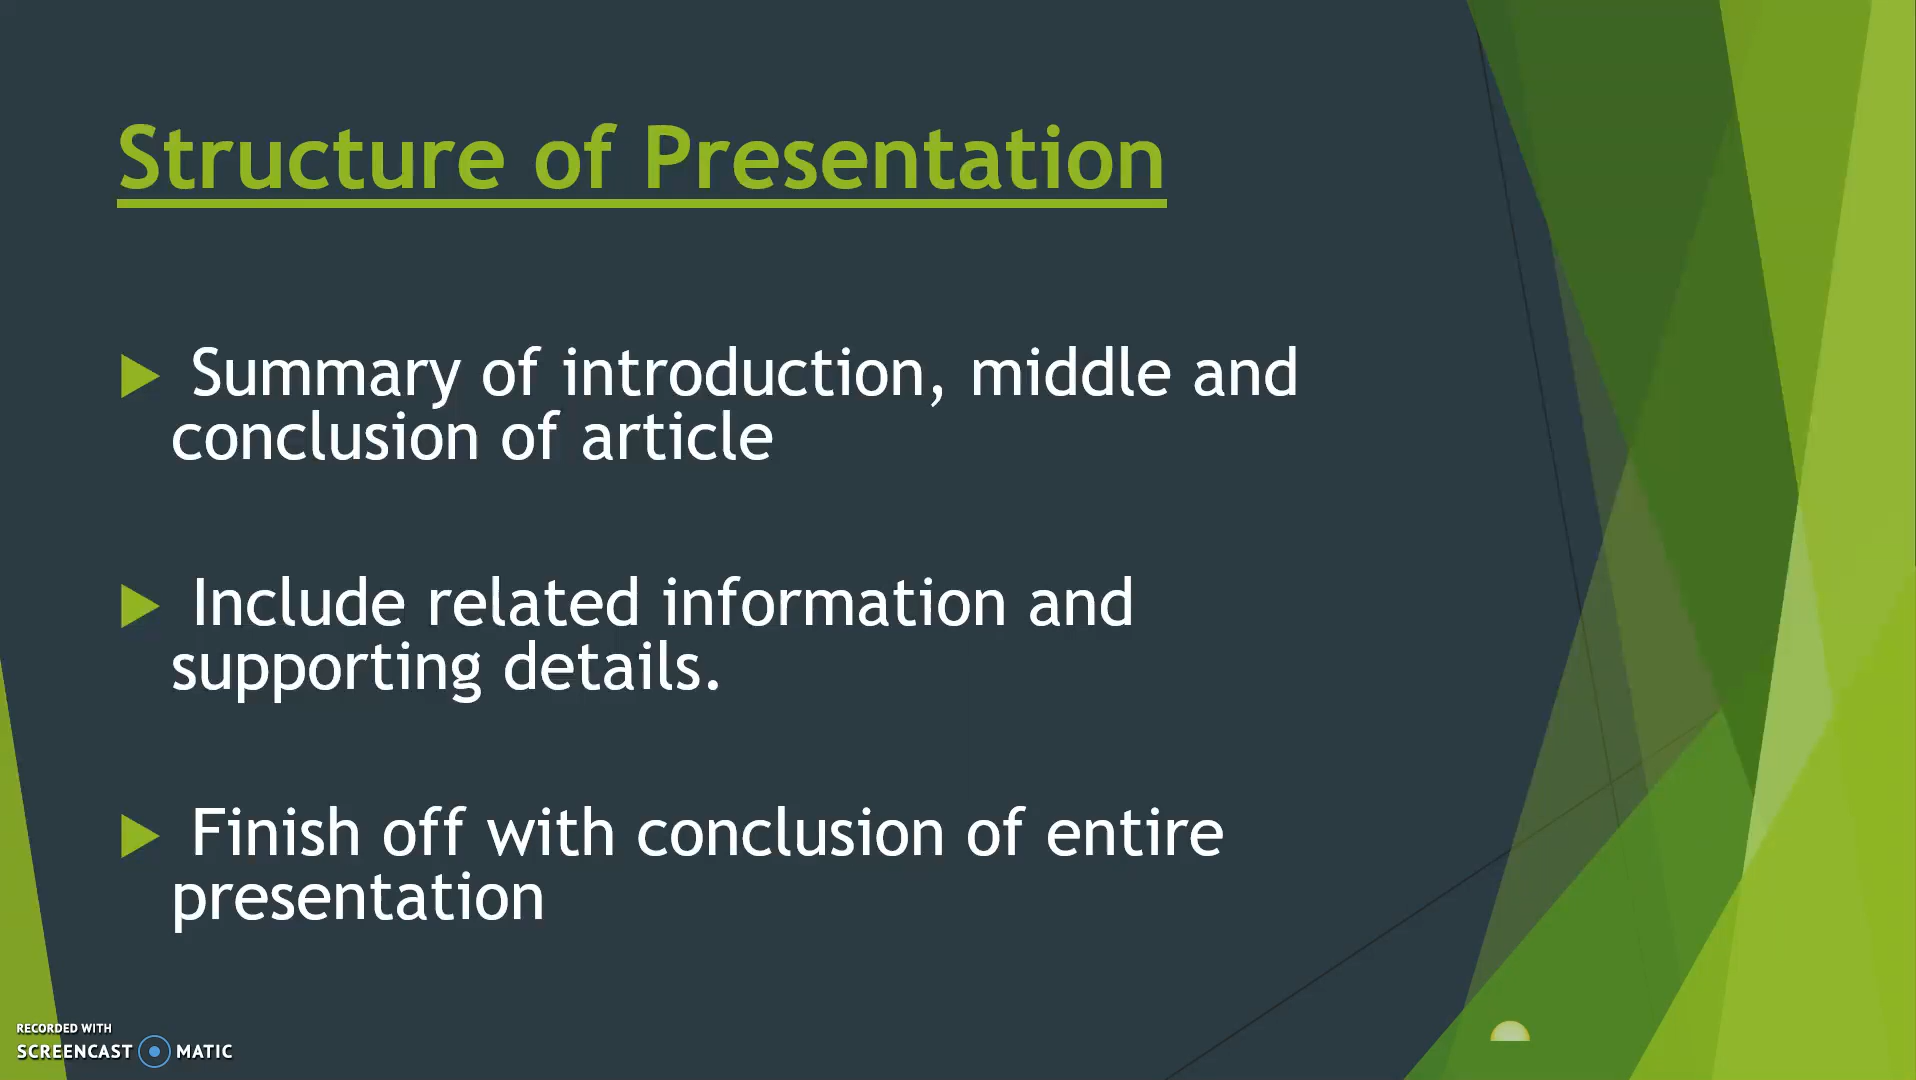 Structure of Presentation
Summary of introduction, middle and
conclusion of article
Include related information and
supporting details.
Finish off with conclusion of entire
presentation
RECORDED WITH
SCREENCAST MATIC